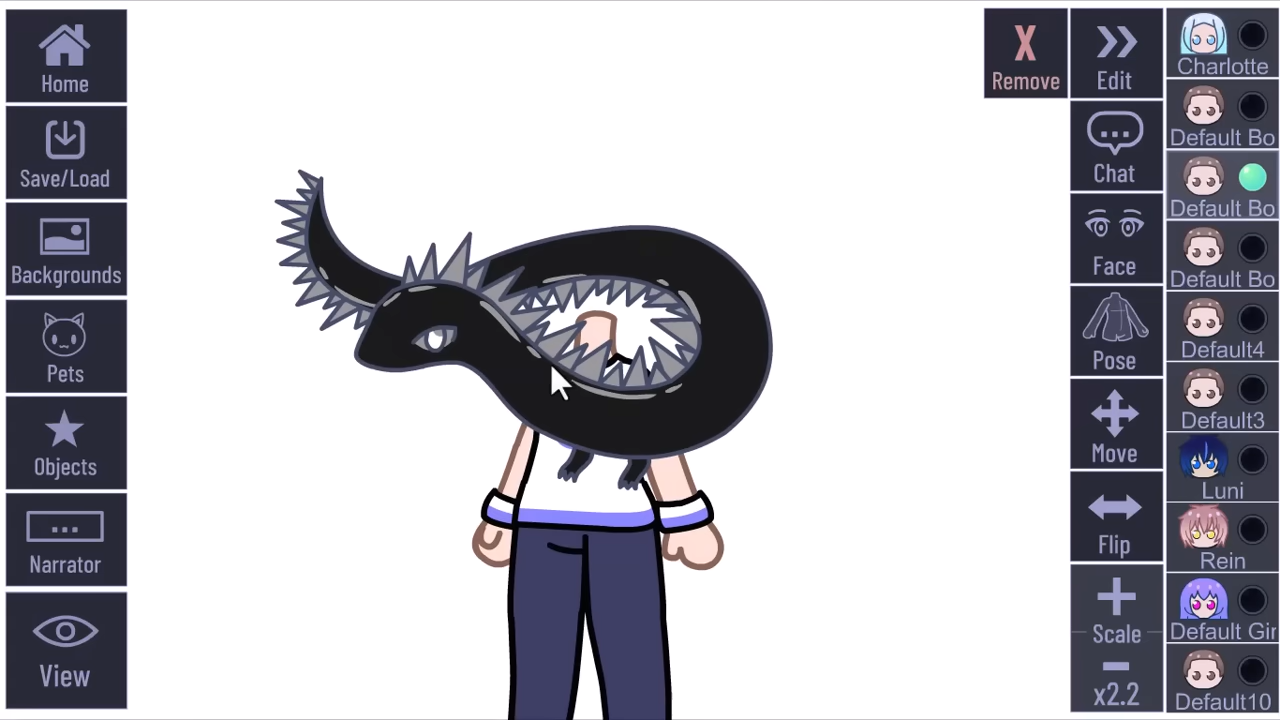 Home
Save/Load
Backgrounds
Pets
Objects
...
Narrator
View
X
Remove
Edit
...
Chat
Face
Pose
Move
Flip
Scale
x2.2
Charlotte
Default Bo
Default Bo
Default Bo
Default4
Default3
Luni
Rein
Default Gir
Default10